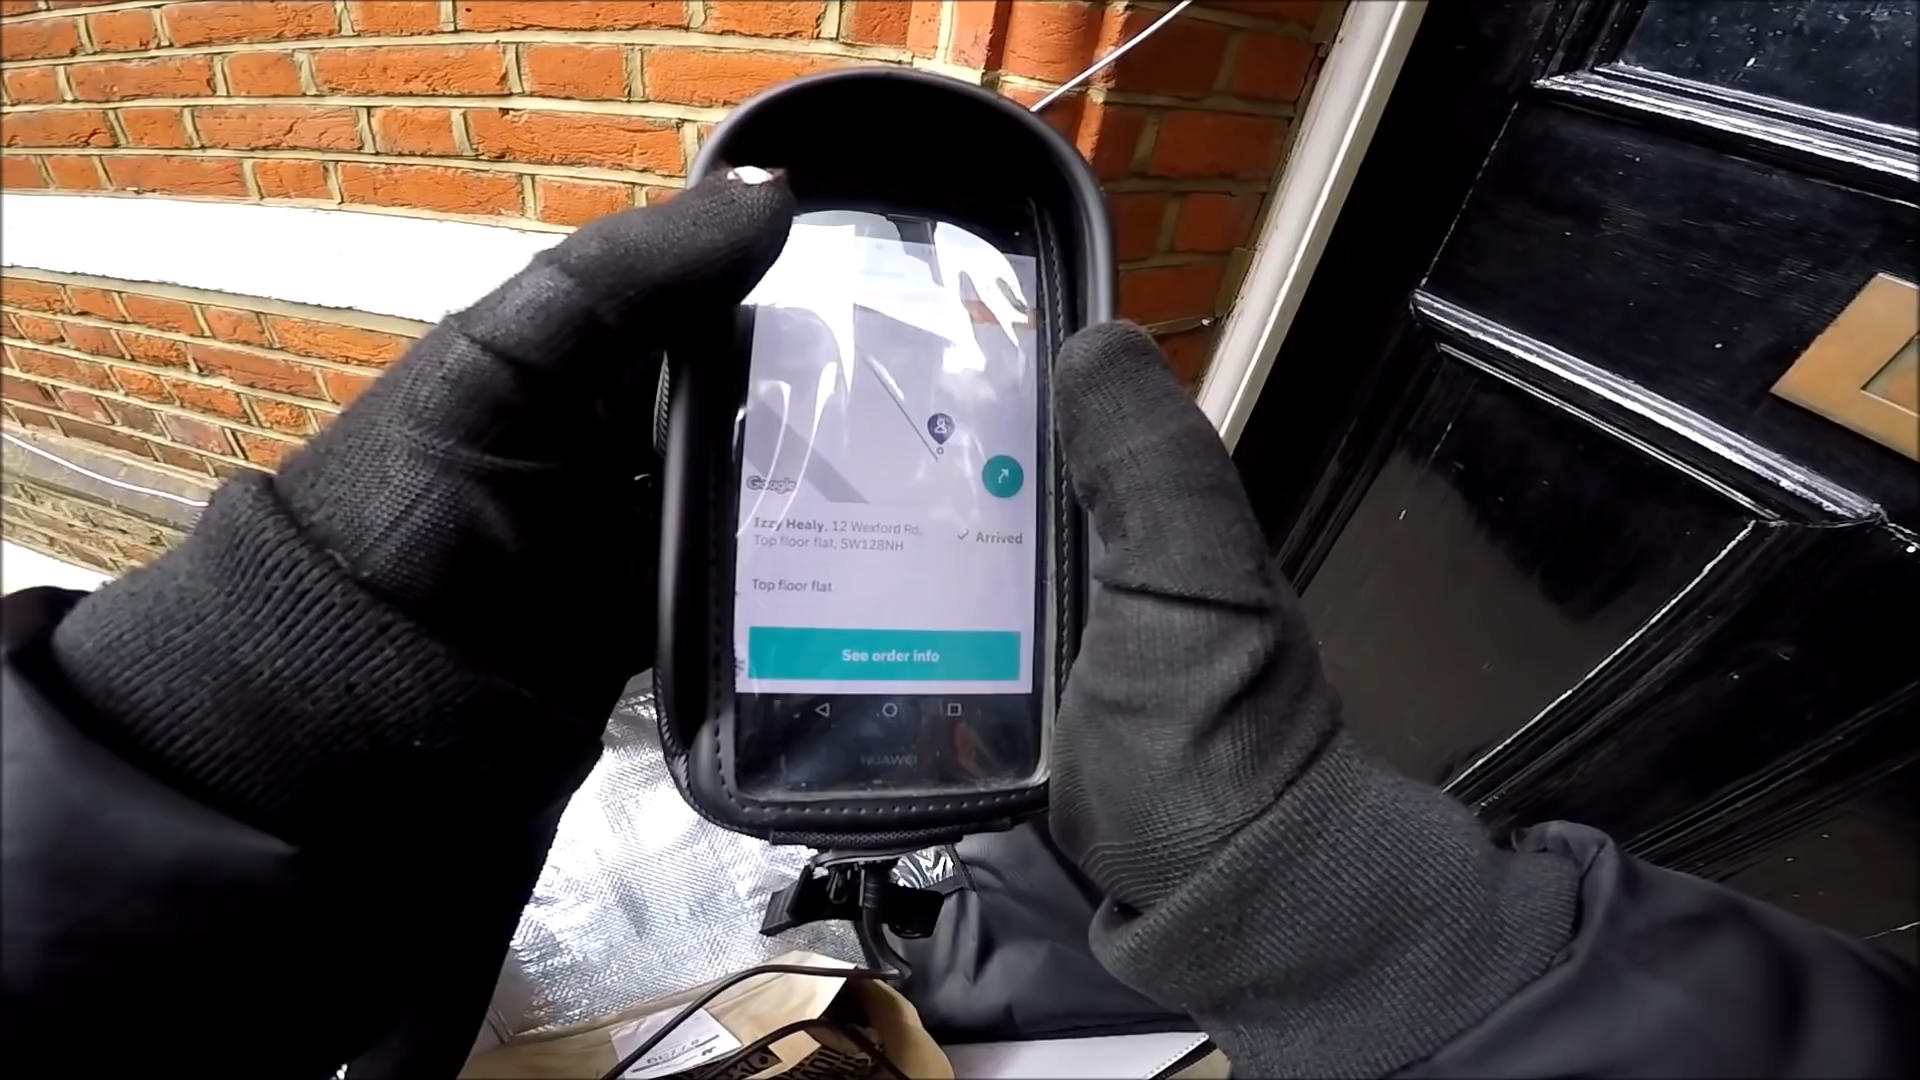 Google
Izzy Healy, 12 Wexford Rd,
Top floor flat, SW128NH
Arrived
Top floor flat
See order info
HUAWEI